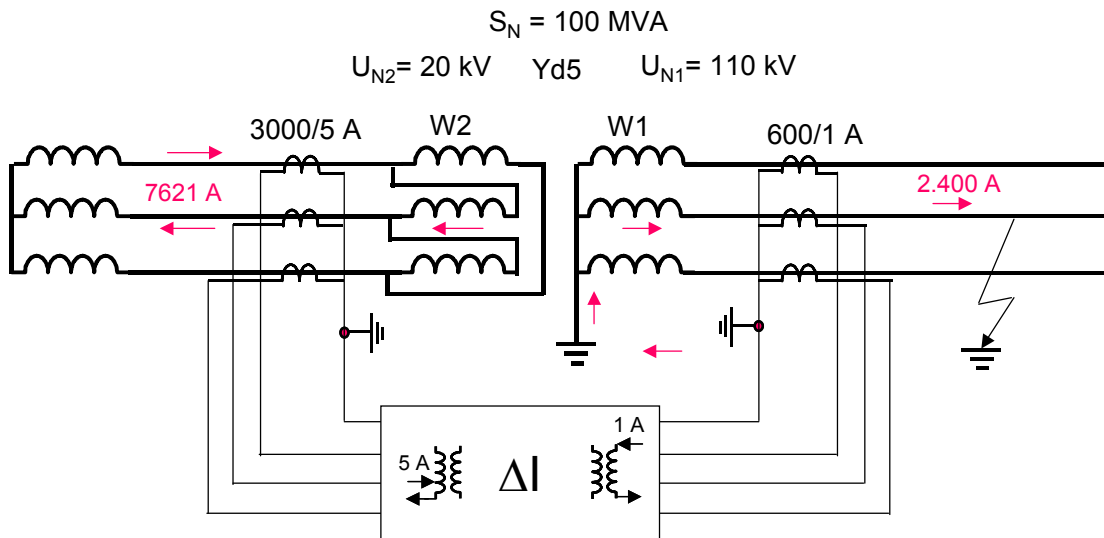 S_N = 100 MVA
U_N2= 20 kV Yd5 U_N1= 110 kV
3000/5 A W2 W1 600/1 A
7621 A 2.400 A
1 A
5 A ΔI